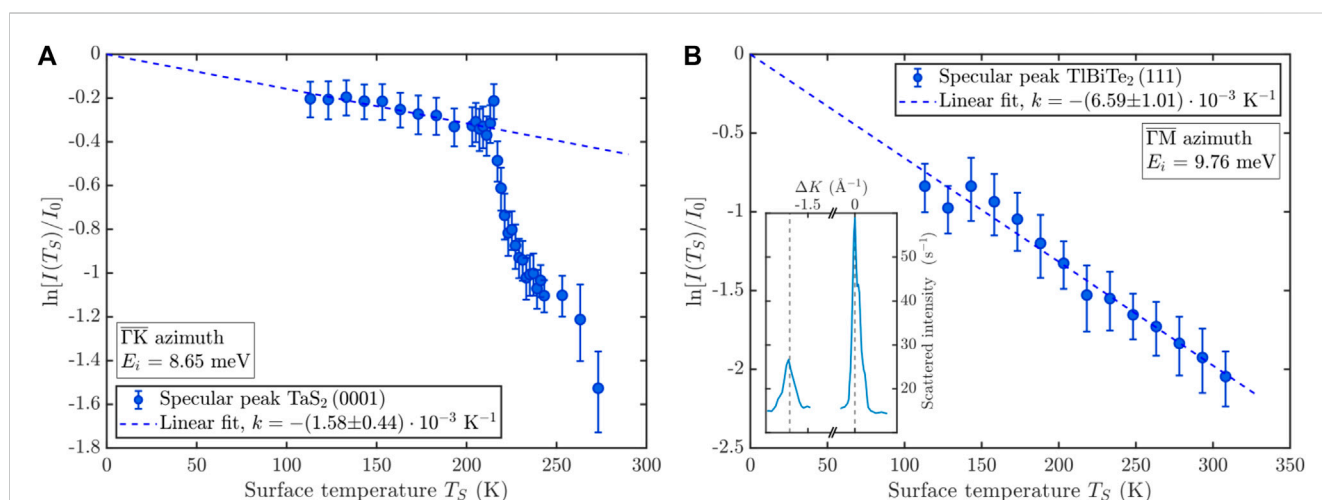 A
0
-0.2
-0.4
-0.6
-0.8
-1
-1.2
-1.4
-1.6
-1.8
ln[I(T_S)/I_0]
Γ̅K̅ azimuth
E_i = 8.65 meV
Specular peak TaS₂ (0001)
Linear fit, k = −(1.58±0.44) · 10⁻³ K⁻¹
0 50 100 150 200 250 300
Surface temperature T_S (K)
B
0
-0.5
-1
-1.5
-2
-2.5
ln[I(T_S)/I_0]
Specular peak TlBiTe₂ (111)
Linear fit, k = −(6.59±1.01) · 10⁻³ K⁻¹
Γ̅M̅ azimuth
E_i = 9.76 meV
ΔK (Å⁻¹)
-1.5 0
50
40
30
20
Scattered intensity (s⁻¹)
0 50 100 150 200 250 300 350
Surface temperature T_S (K)